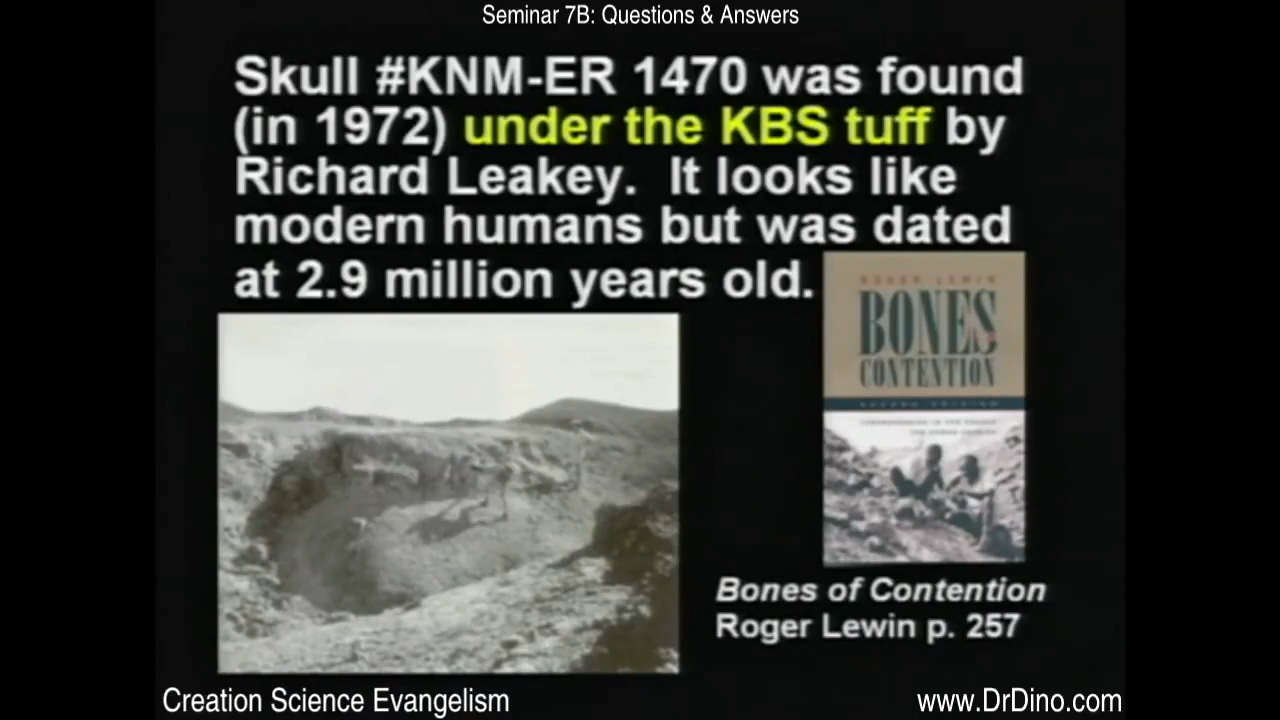 Seminar 7B: Questions & Answers
Skull #KNM-ER 1470 was found
(in 1972) under the KBS tuff by
Richard Leakey. It looks like
modern humans but was dated
at 2.9 million years old.
ROGER LEWIN
BONES
CONTENTION
Bones of Contention
Roger Lewin p. 257
Creation Science Evangelism
www.DrDino.com